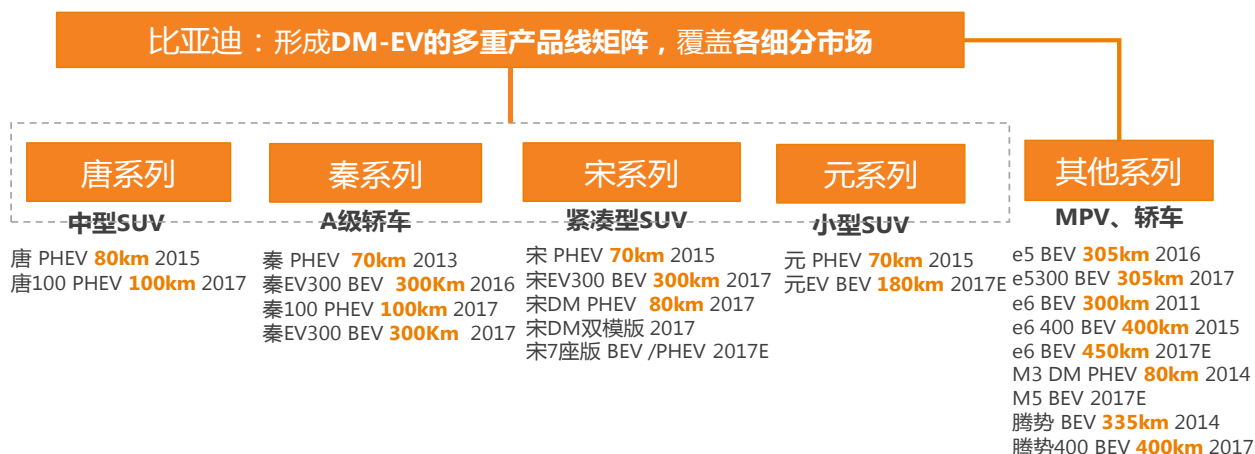 比亚迪：形成DM-EV的多重产品线矩阵，覆盖各细分市场
唐系列
中型SUV
唐 PHEV 80km 2015
唐100 PHEV 100km 2017
秦系列
A级轿车
秦 PHEV 70km 2013
秦EV300 BEV 300Km 2016
秦100 PHEV 100km 2017
秦EV300 BEV 300Km 2017
宋系列
紧凑型SUV
宋 PHEV 70km 2015
宋EV300 BEV 300km 2017
宋DM PHEV 80km 2017
宋DM双模版 2017
宋7座版 BEV /PHEV 2017E
元系列
小型SUV
元 PHEV 70km 2015
元EV BEV 180km 2017E
其他系列
MPV、轿车
e5 BEV 305km 2016
e5300 BEV 305km 2017
e6 BEV 300km 2011
e6 400 BEV 400km 2015
e6 BEV 450km 2017E
M3 DM PHEV 80km 2014
M5 BEV 2017E
腾势 BEV 335km 2014
腾势400 BEV 400km 2017